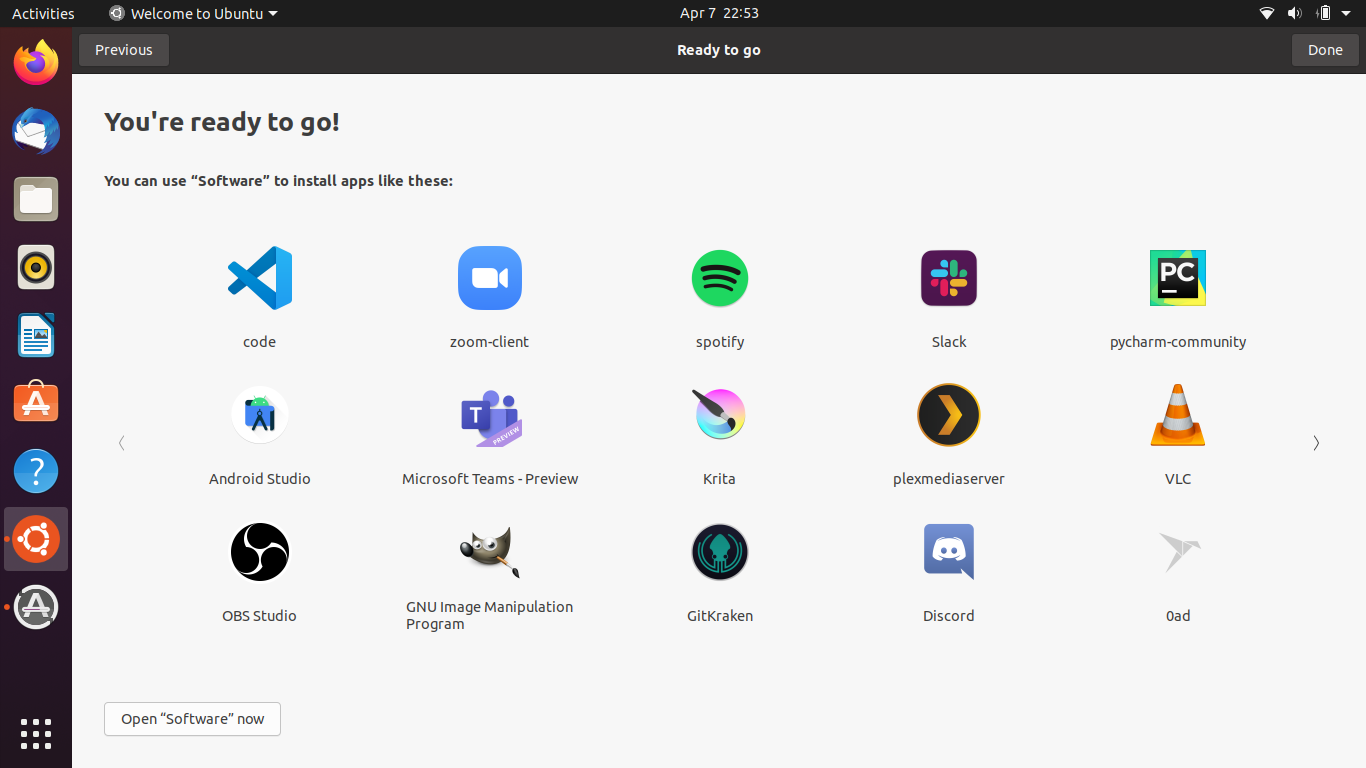 Activities
Welcome to Ubuntu
Apr 7 22:53
Previous
Ready to go
Done
You're ready to go!
You can use “Software” to install apps like these:
code
zoom-client
spotify
Slack
PC
pycharm-community
Android Studio
T
PREVIEW
Microsoft Teams - Preview
Krita
plexmediaserver
VLC
OBS Studio
GNU Image Manipulation
Program
GitKraken
Discord
0ad
Open “Software” now